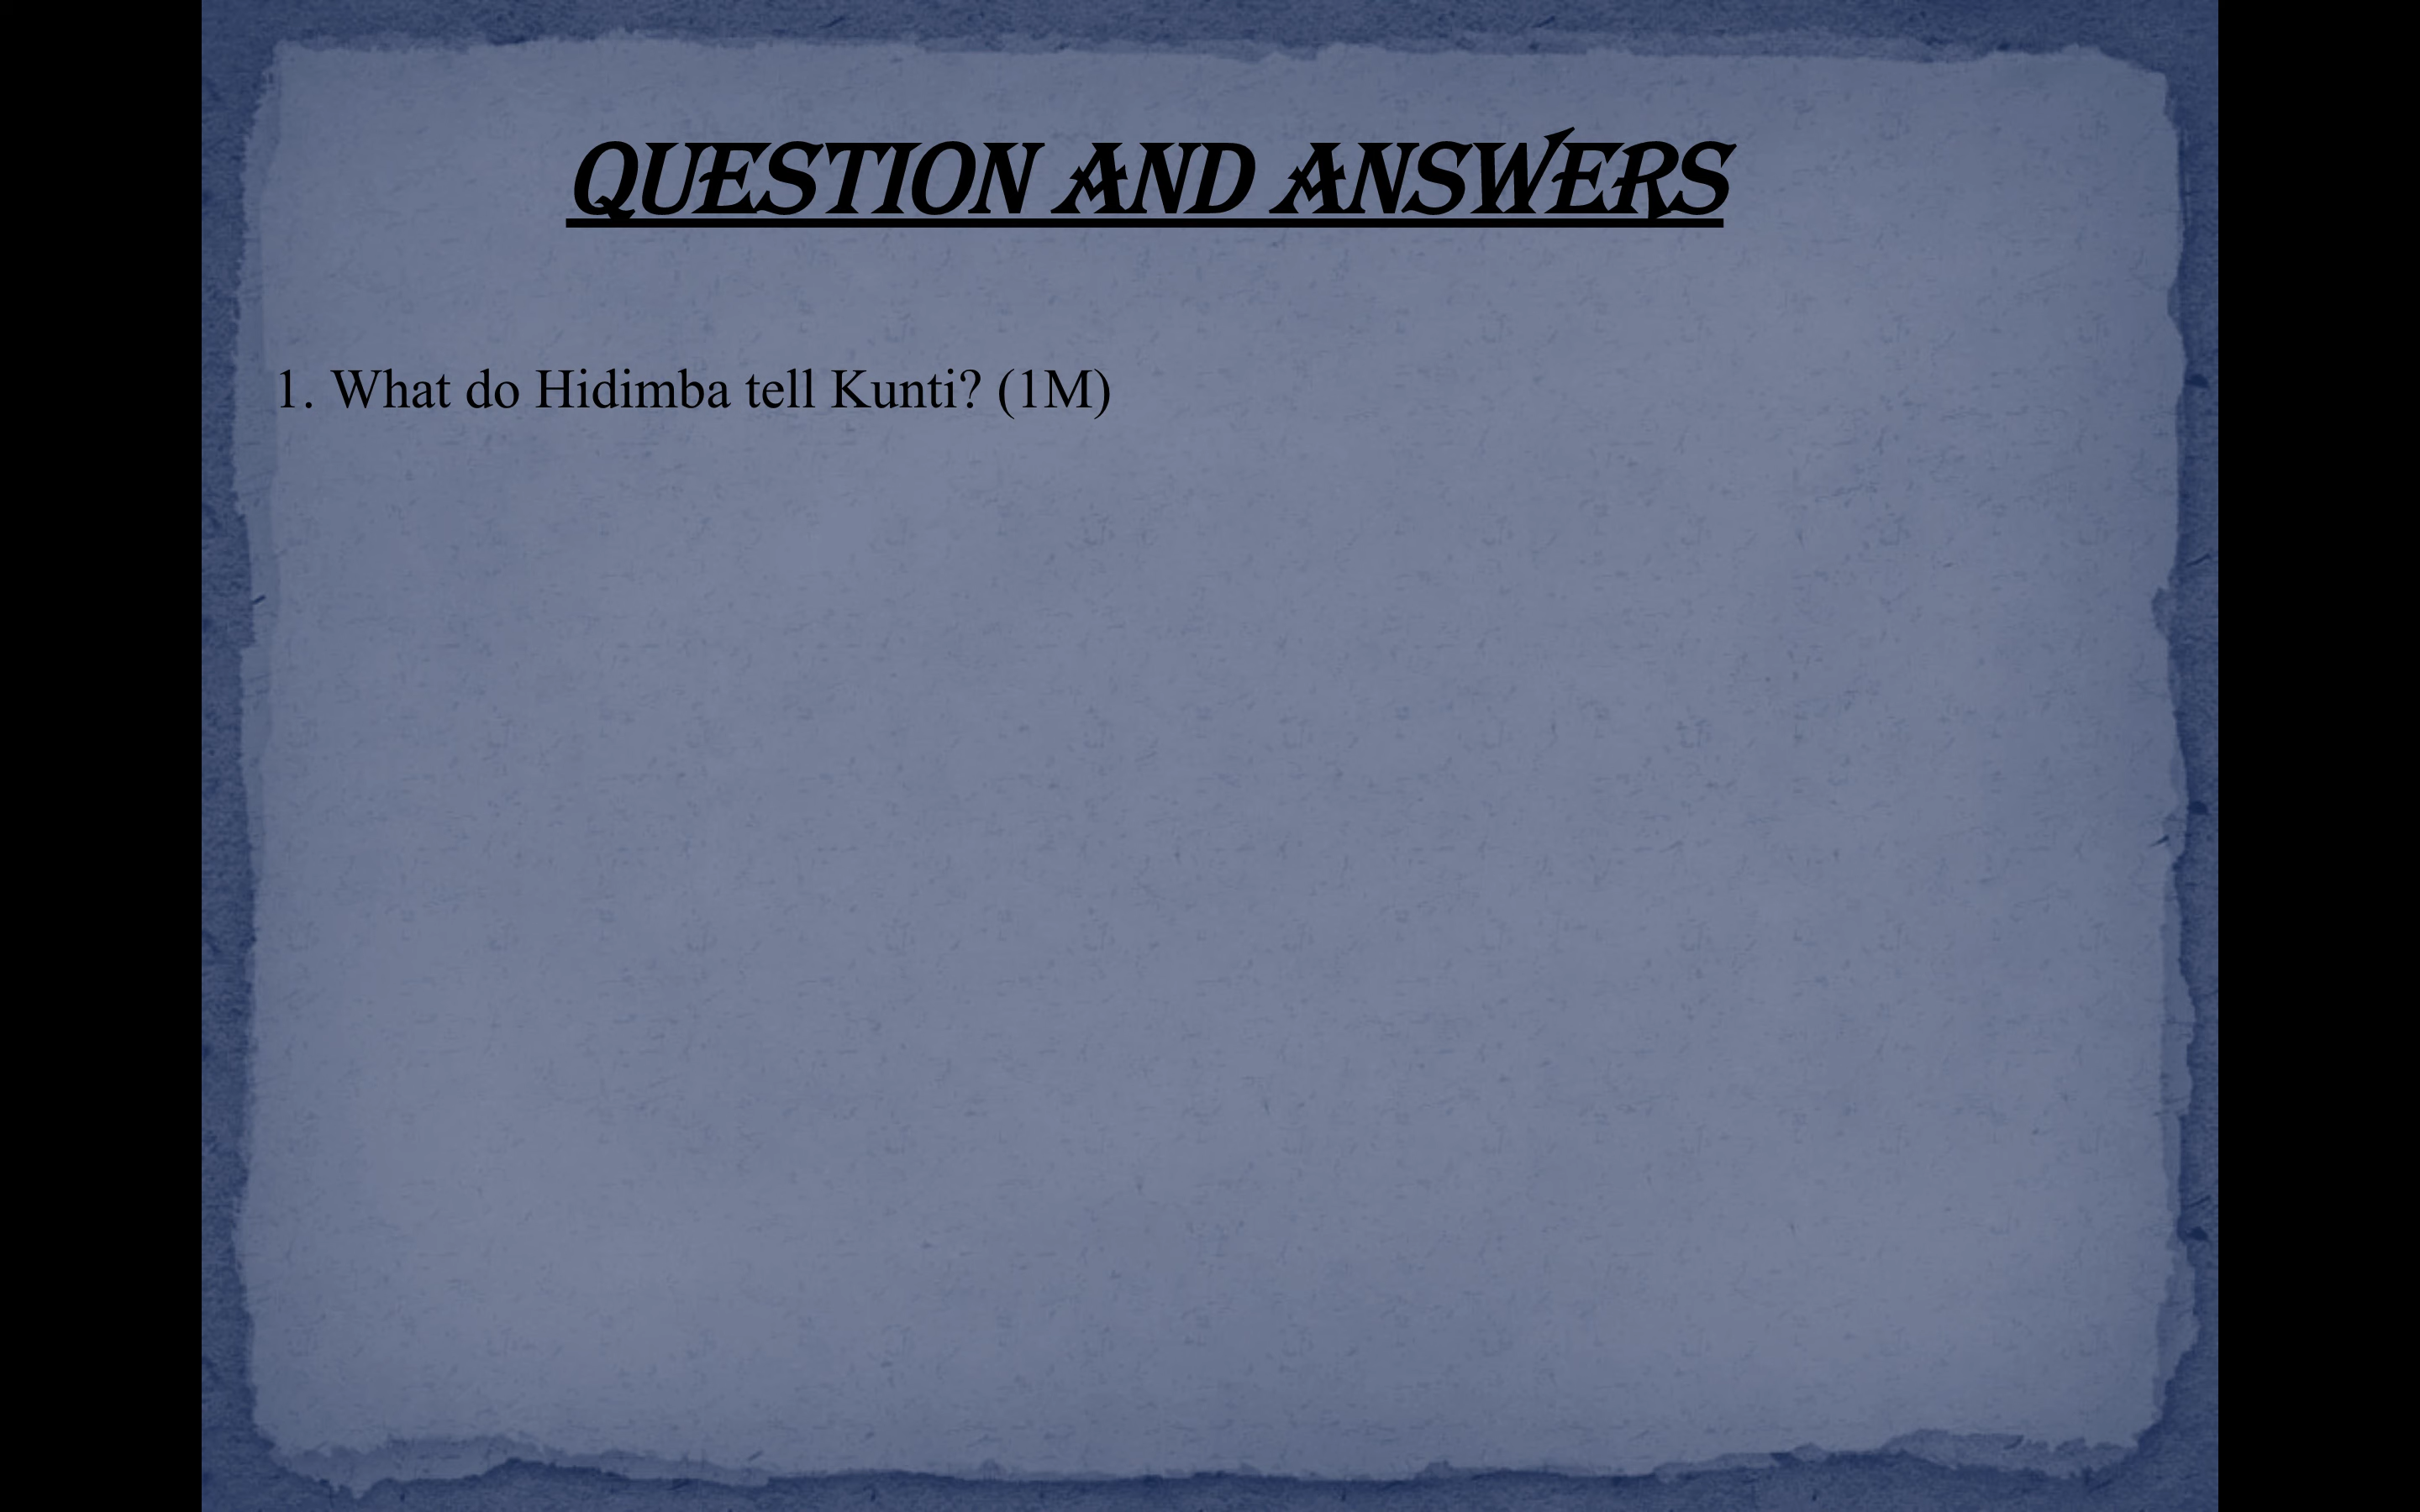 QUESTION AND ANSWERS
1. What do Hidimba tell Kunti? (1M)